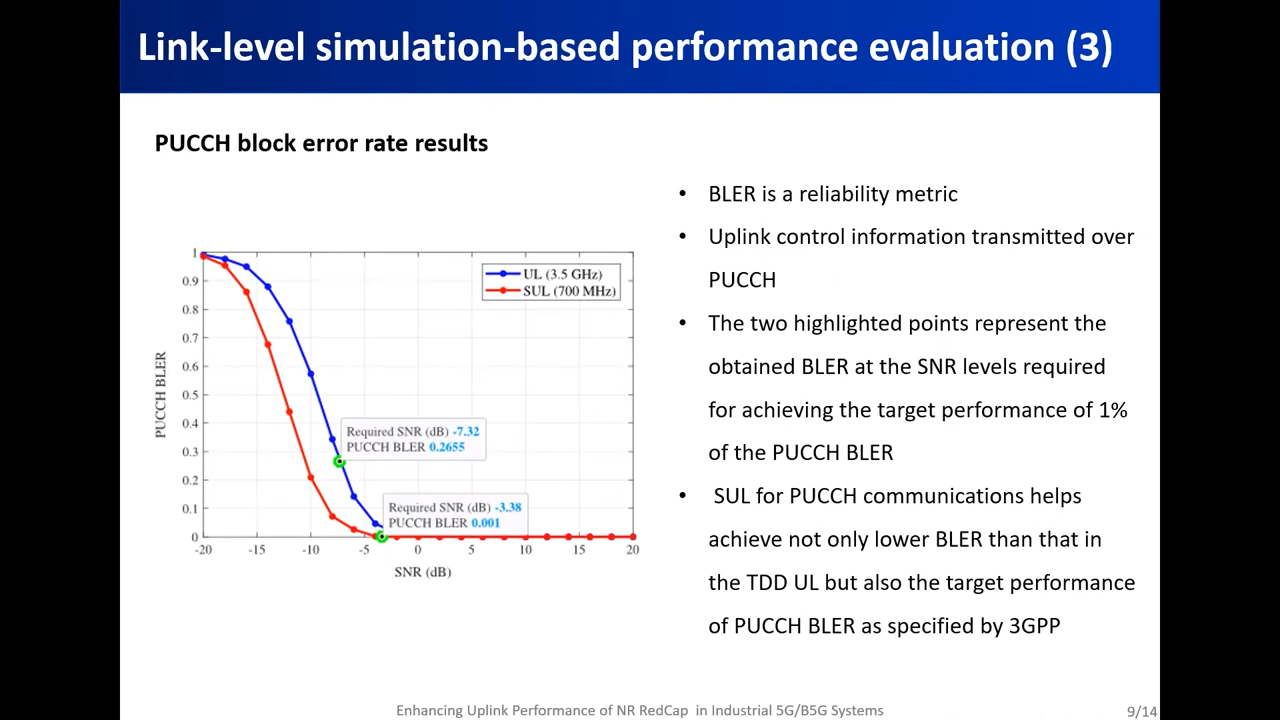 Link-level simulation-based performance evaluation (3)
PUCCH block error rate results
• BLER is a reliability metric
• Uplink control information transmitted over
PUCCH
• The two highlighted points represent the
obtained BLER at the SNR levels required
for achieving the target performance of 1%
of the PUCCH BLER
• SUL for PUCCH communications helps
achieve not only lower BLER than that in
the TDD UL but also the target performance
of PUCCH BLER as specified by 3GPP
PUCCH BLER
1
0.9
0.8
0.7
0.6
0.5
0.4
0.3
0.2
0.1
0
UL (3.5 GHz)
SUL (700 MHz)
Required SNR (dB) -7.32
PUCCH BLER 0.2655
Required SNR (dB) -3.38
PUCCH BLER 0.001
-20 -15 -10 -5 0 5 10 15 20
SNR (dB)
Enhancing Uplink Performance of NR RedCap in Industrial 5G/B5G Systems
9/14